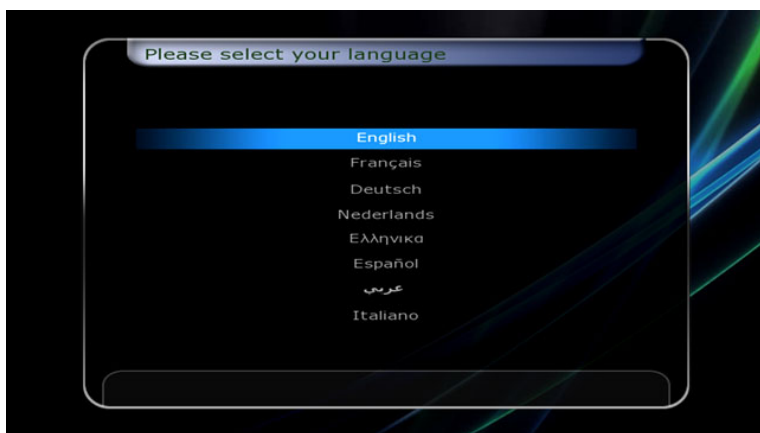 Please select your language
English
Français
Deutsch
Nederlands
Ελληνικα
Español
عربي
Italiano